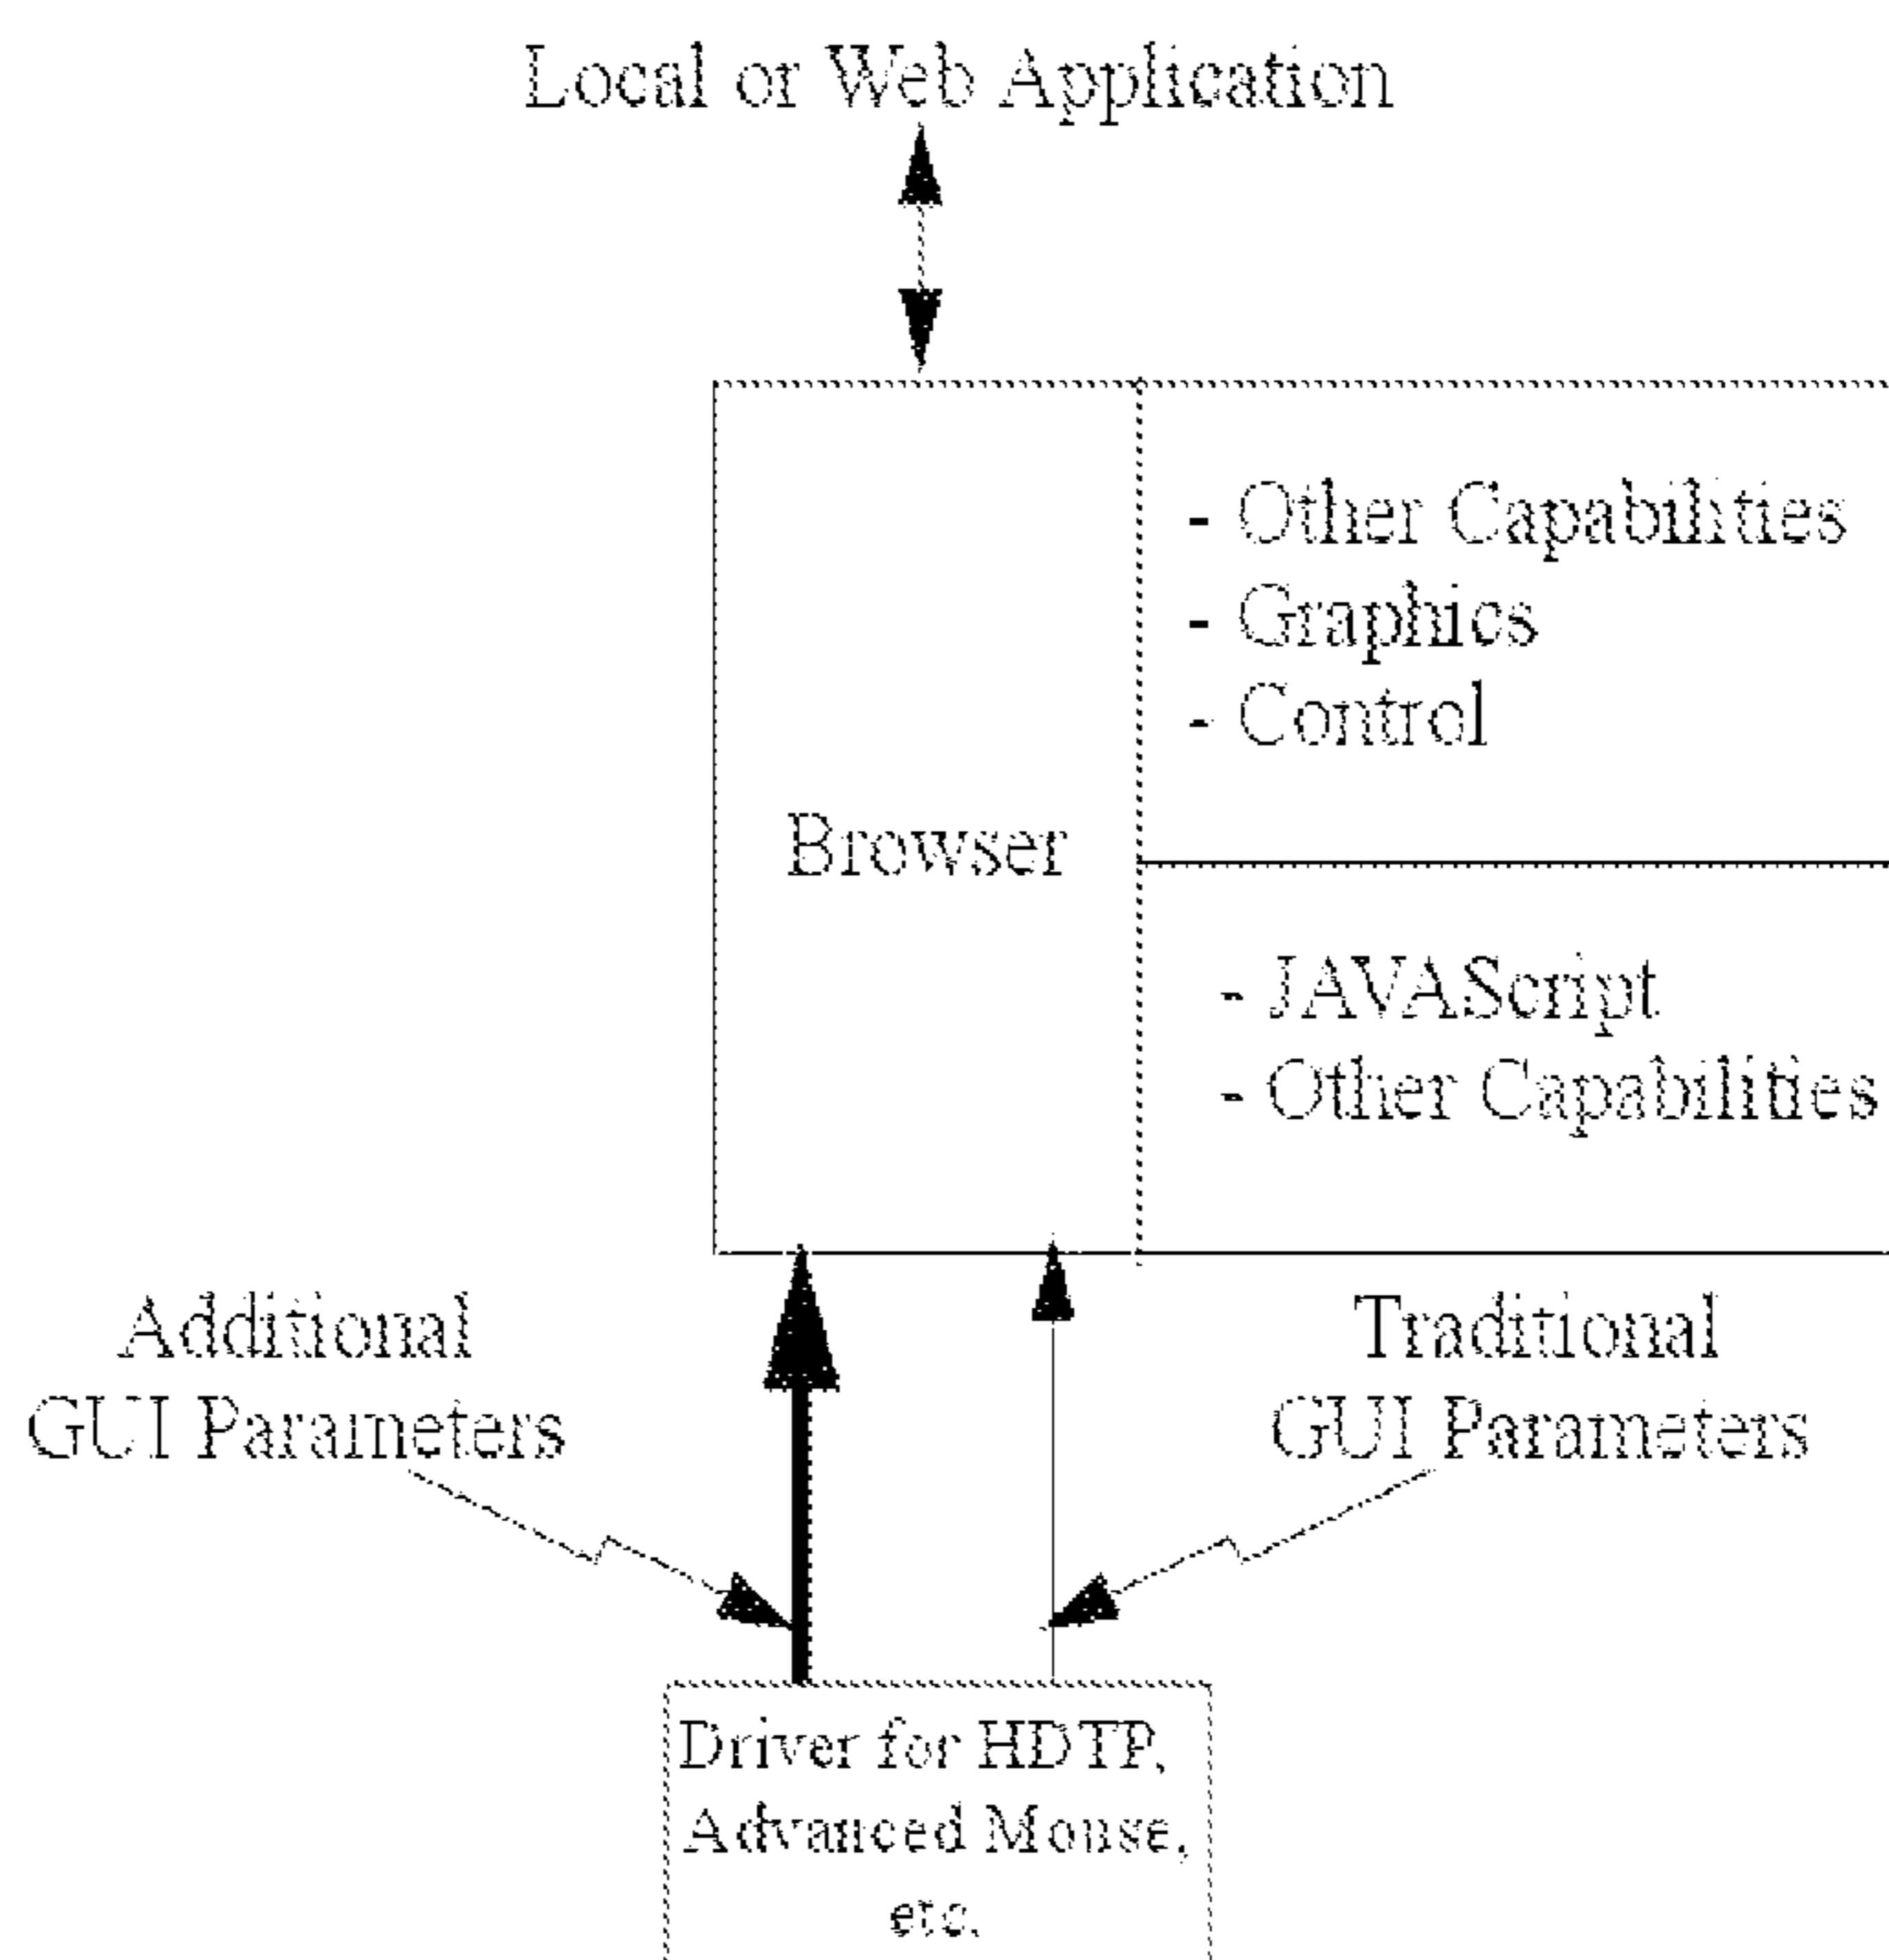 Local or Web Application
- Other Capabilities
- Graphics
- Control
Browser
- JAVAScript
- Other Capabilities
Additional
GUI Parameters
Traditional
GUI Parameters
Driver for HDTP,
Advanced Mouse,
etc.